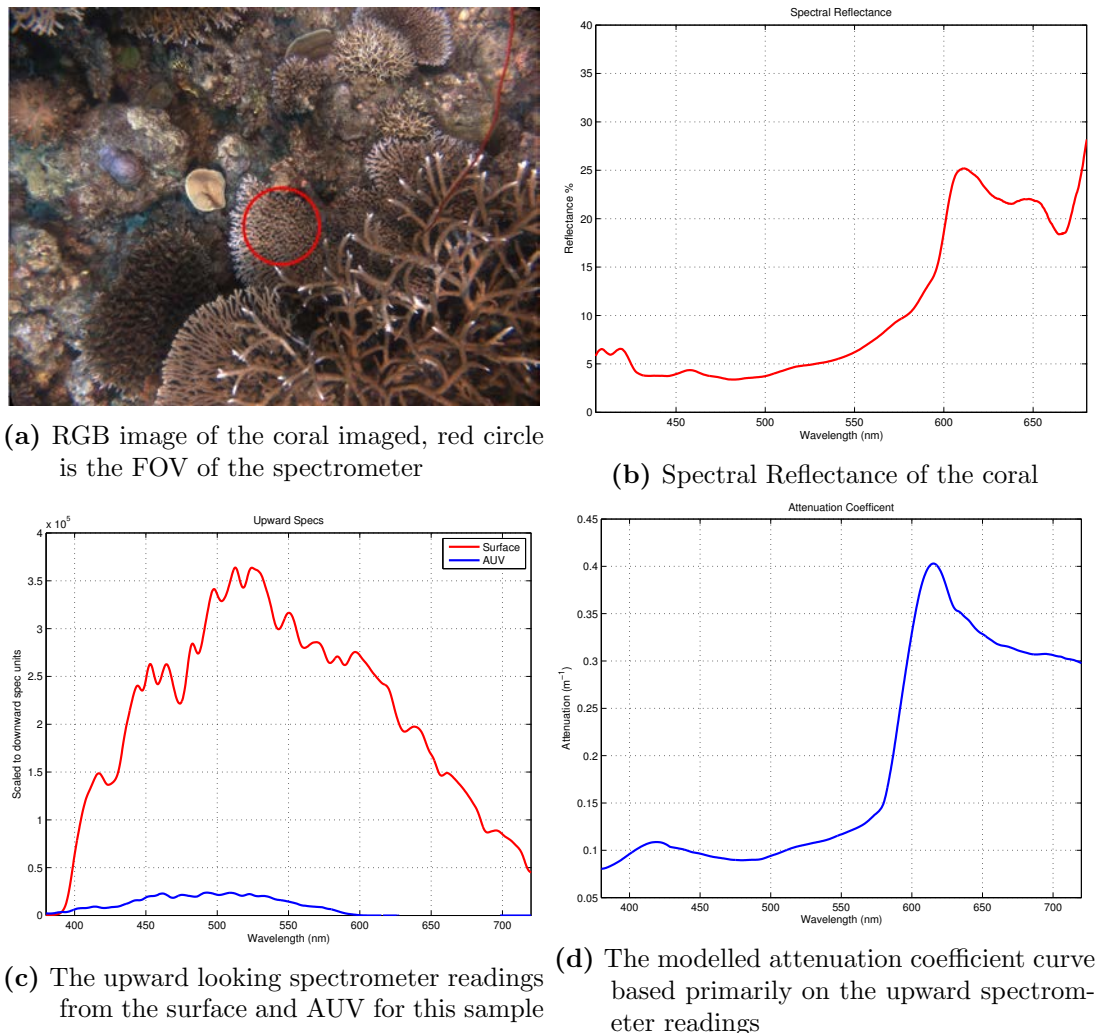 Spectral Reflectance
40
35
30
25
20
15
10
5
0
Reflectance %
450 500 550 600 650
Wavelength (nm)
(a) RGB image of the coral imaged, red circle
is the FOV of the spectrometer
(b) Spectral Reflectance of the coral
Upward Specs
x 10⁵
4
3.5
3
2.5
2
1.5
1
0.5
0
Scaled to downward spec units
Surface
AUV
400 450 500 550 600 650 700
Wavelength (nm)
(c) The upward looking spectrometer readings
from the surface and AUV for this sample
Attenuation Coefficent
0.45
0.4
0.35
0.3
0.25
0.2
0.15
0.1
0.05
Attenuation (m⁻¹)
400 450 500 550 600 650 700
Wavelength (nm)
(d) The modelled attenuation coefficient curve
based primarily on the upward spectrom-
eter readings